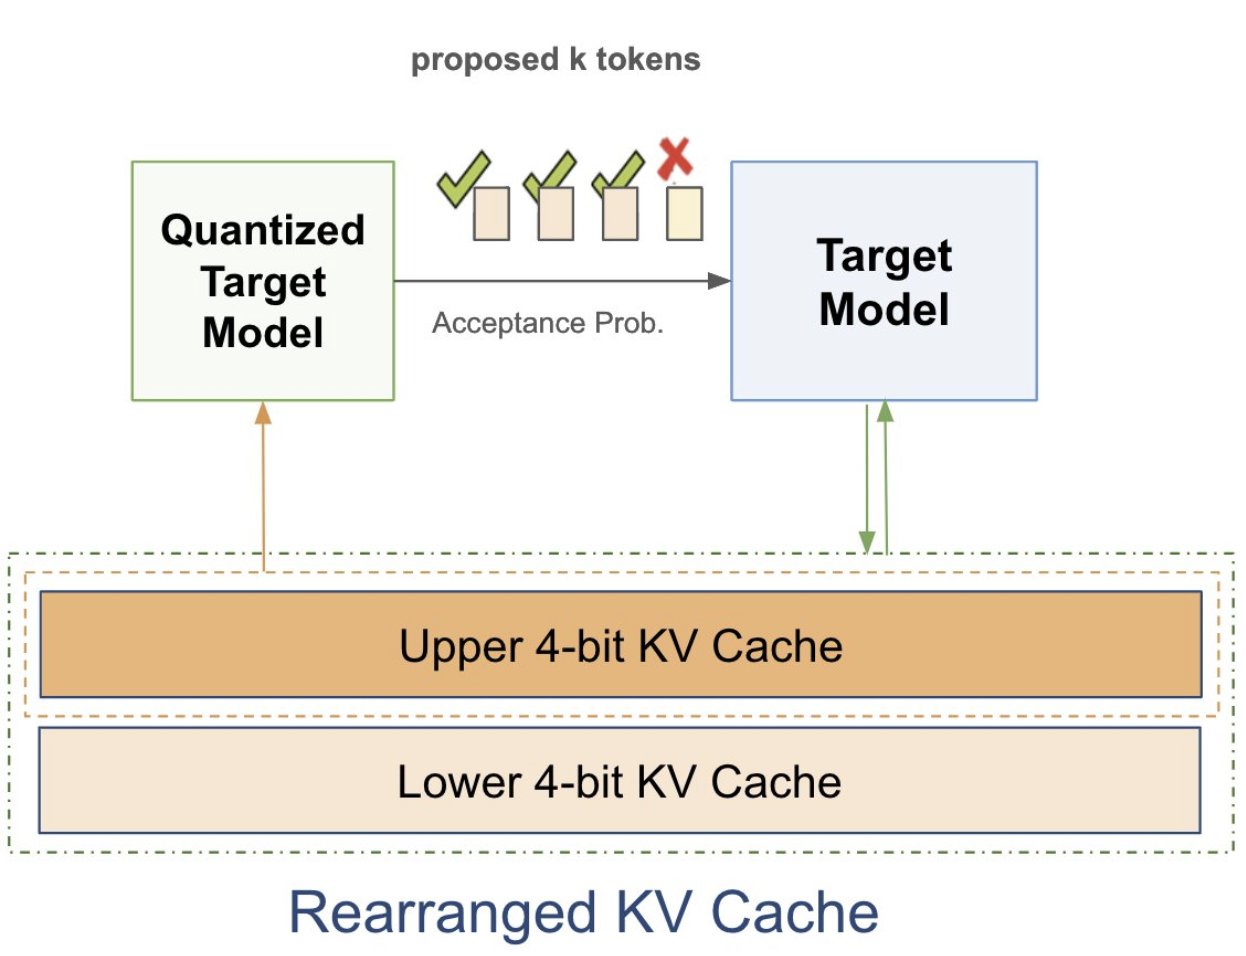 proposed k tokens
Quantized
Target
Model
Acceptance Prob.
Target
Model
Upper 4-bit KV Cache
Lower 4-bit KV Cache
Rearranged KV Cache